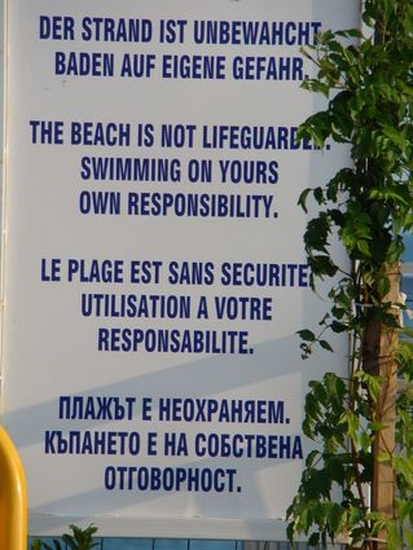 DER STRAND IST UNBEWAHCHT
BADEN AUF EIGENE GEFAHR.
THE BEACH IS NOT LIFEGUARDED.
SWIMMING ON YOURS
OWN RESPONSIBILITY.
LE PLAGE EST SANS SECURITE.
UTILISATION A VOTRE
RESPONSABILITE.
ПЛАЖЪТ Е НЕОХРАНЯЕМ.
КЪПАНЕТО Е НА СОБСТВЕНА
ОТГОВОРНОСТ.